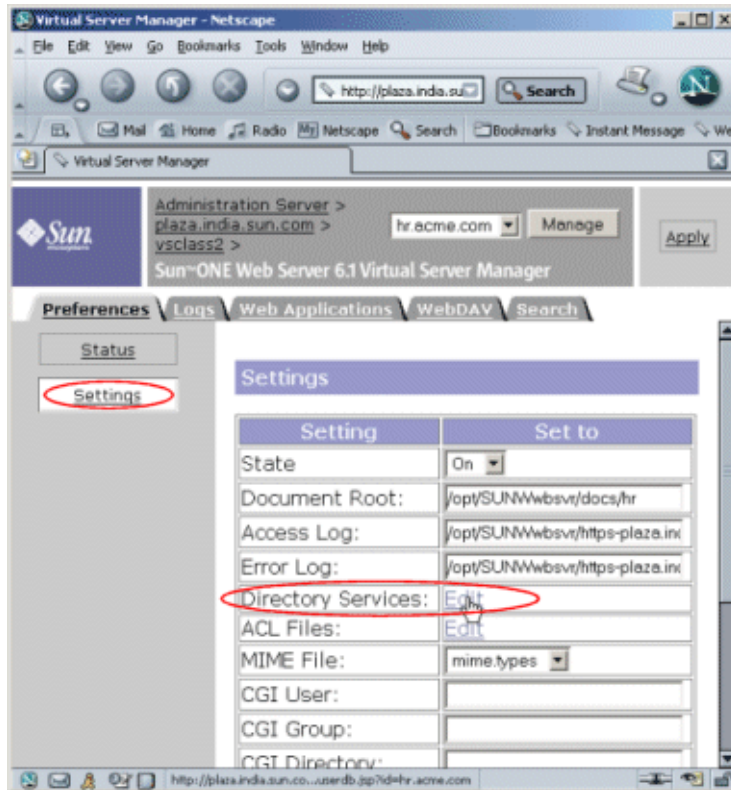 Virtual Server Manager - Netscape
File Edit View Go Bookmarks Tools Window Help
http://plaza.india.su Search
Mail Home Radio My Netscape Search Bookmarks Instant Message We
Virtual Server Manager
Sun
Administration Server >
plaza.india.sun.com >
vsclass2 >
hr.acme.com Manage
Apply
Sun~ONE Web Server 6.1 Virtual Server Manager
Preferences Logs Web Applications WebDAV Search
Status
Settings
Settings
Setting Set to
State On
Document Root: /opt/SUNWwbsvr/docs/hr
Access Log: /opt/SUNWwbsvr/https-plaza.in
Error Log: /opt/SUNWwbsvr/https-plaza.in
Directory Services: Edit
ACL Files: Edit
MIME File: mime.types
CGI User:
CGI Group:
CGI Directory:
http://plaza.india.sun.co...userdb.jsp?id=hr.acme.com